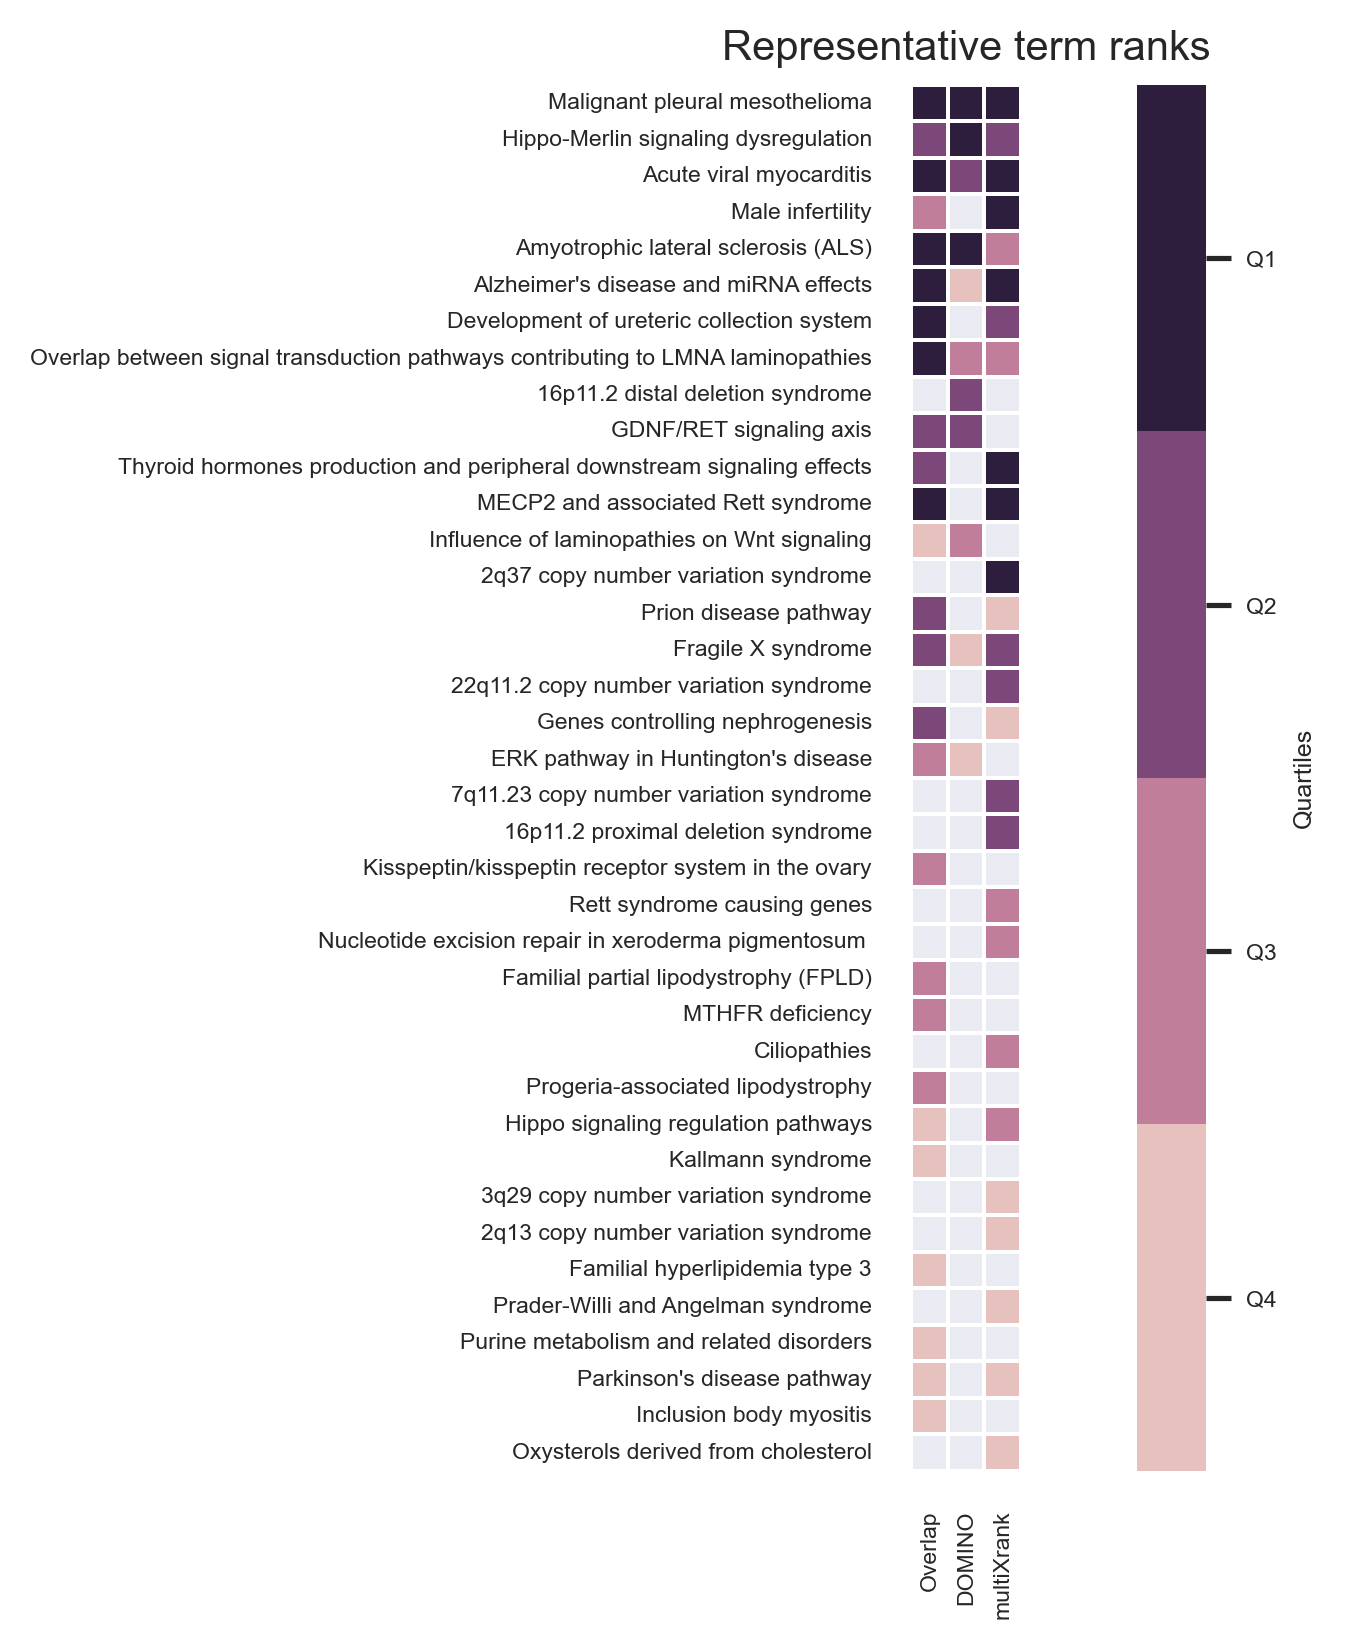 Representative term ranks
Malignant pleural mesothelioma
Hippo-Merlin signaling dysregulation
Acute viral myocarditis
Male infertility
Amyotrophic lateral sclerosis (ALS)
Alzheimer's disease and miRNA effects
Development of ureteric collection system
Overlap between signal transduction pathways contributing to LMNA laminopathies
16p11.2 distal deletion syndrome
GDNF/RET signaling axis
Thyroid hormones production and peripheral downstream signaling effects
MECP2 and associated Rett syndrome
Influence of laminopathies on Wnt signaling
2q37 copy number variation syndrome
Prion disease pathway
Fragile X syndrome
22q11.2 copy number variation syndrome
Genes controlling nephrogenesis
ERK pathway in Huntington's disease
7q11.23 copy number variation syndrome
16p11.2 proximal deletion syndrome
Kisspeptin/kisspeptin receptor system in the ovary
Rett syndrome causing genes
Nucleotide excision repair in xeroderma pigmentosum
Familial partial lipodystrophy (FPLD)
MTHFR deficiency
Ciliopathies
Progeria-associated lipodystrophy
Hippo signaling regulation pathways
Kallmann syndrome
3q29 copy number variation syndrome
2q13 copy number variation syndrome
Familial hyperlipidemia type 3
Prader-Willi and Angelman syndrome
Purine metabolism and related disorders
Parkinson's disease pathway
Inclusion body myositis
Oxysterols derived from cholesterol
Overlap
DOMINO
multiXrank
Q1
Q2
Q3
Q4
Quartiles